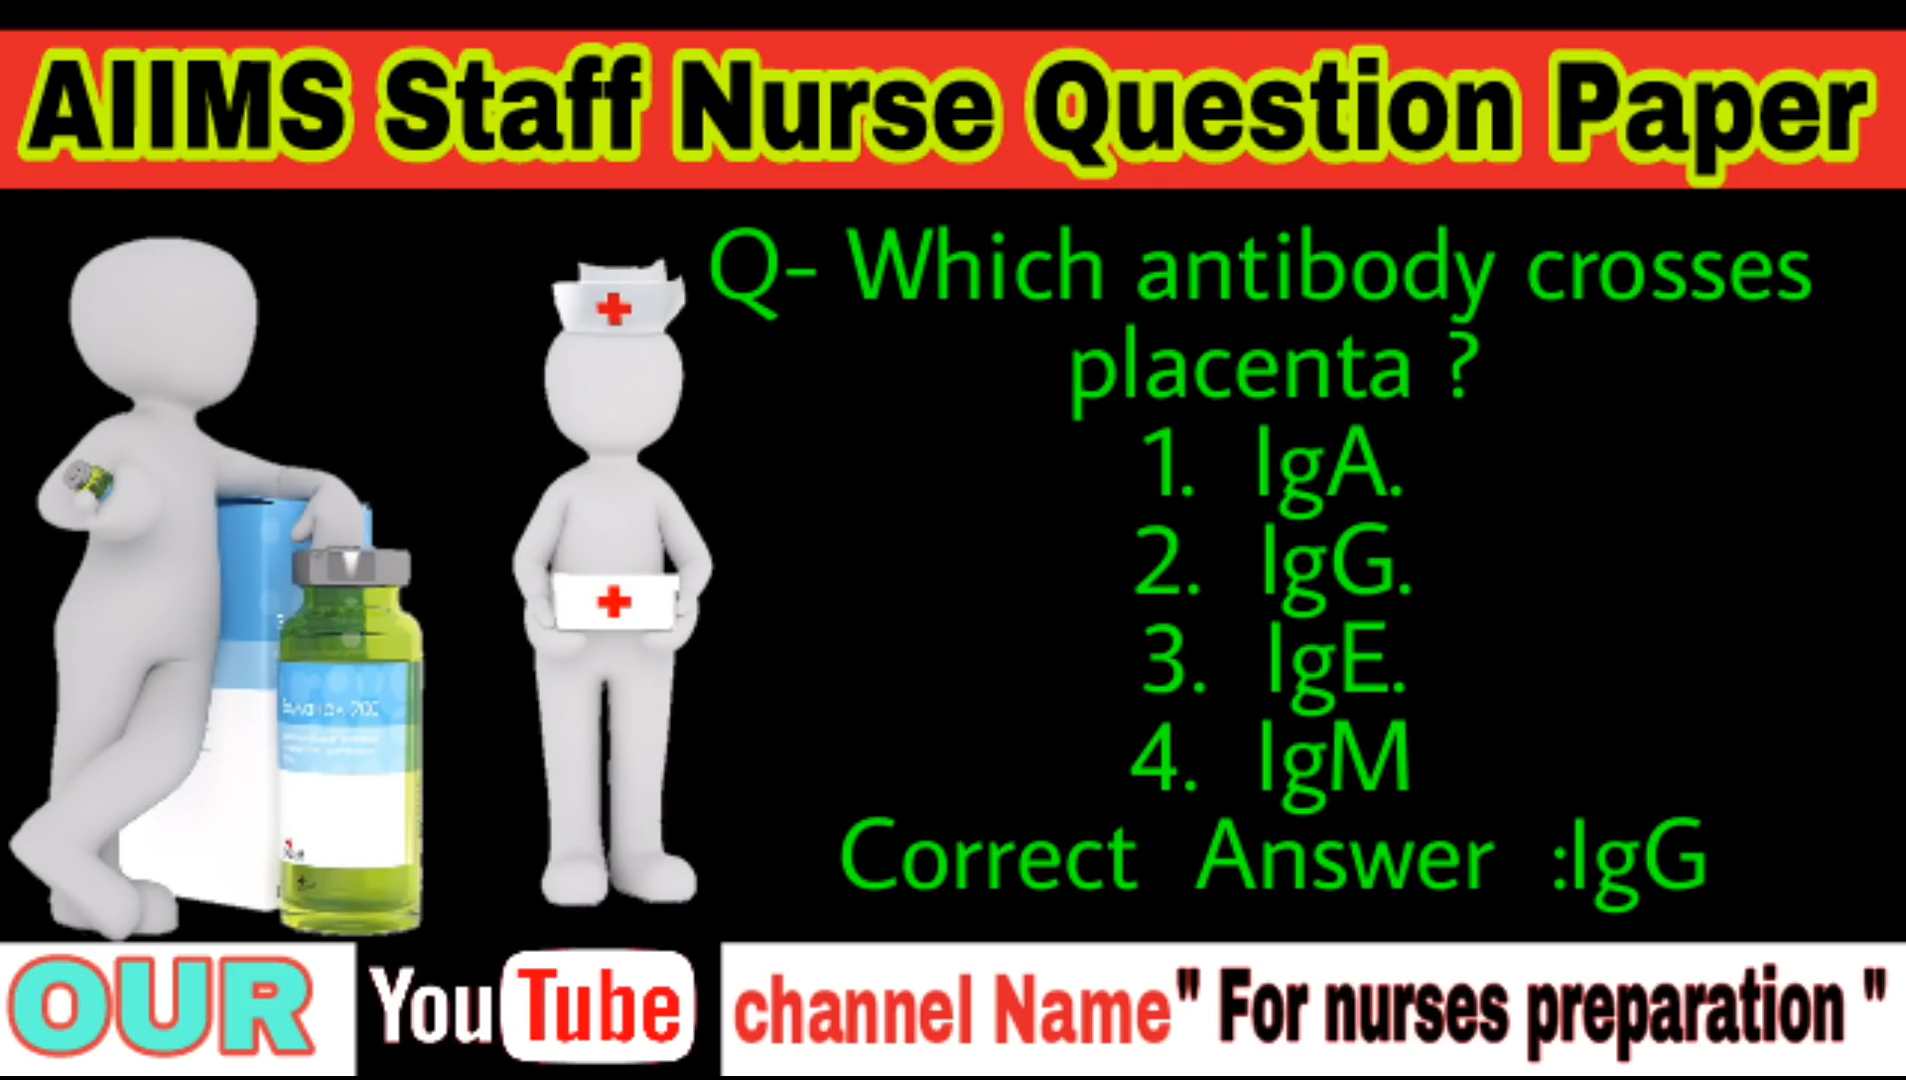 AIIMS Staff Nurse Question Paper
Q- Which antibody crosses
placenta ?
1. IgA.
2. IgG.
3. IgE.
4. IgM
Correct Answer :IgG
OUR YouTube channel Name " For nurses preparation "